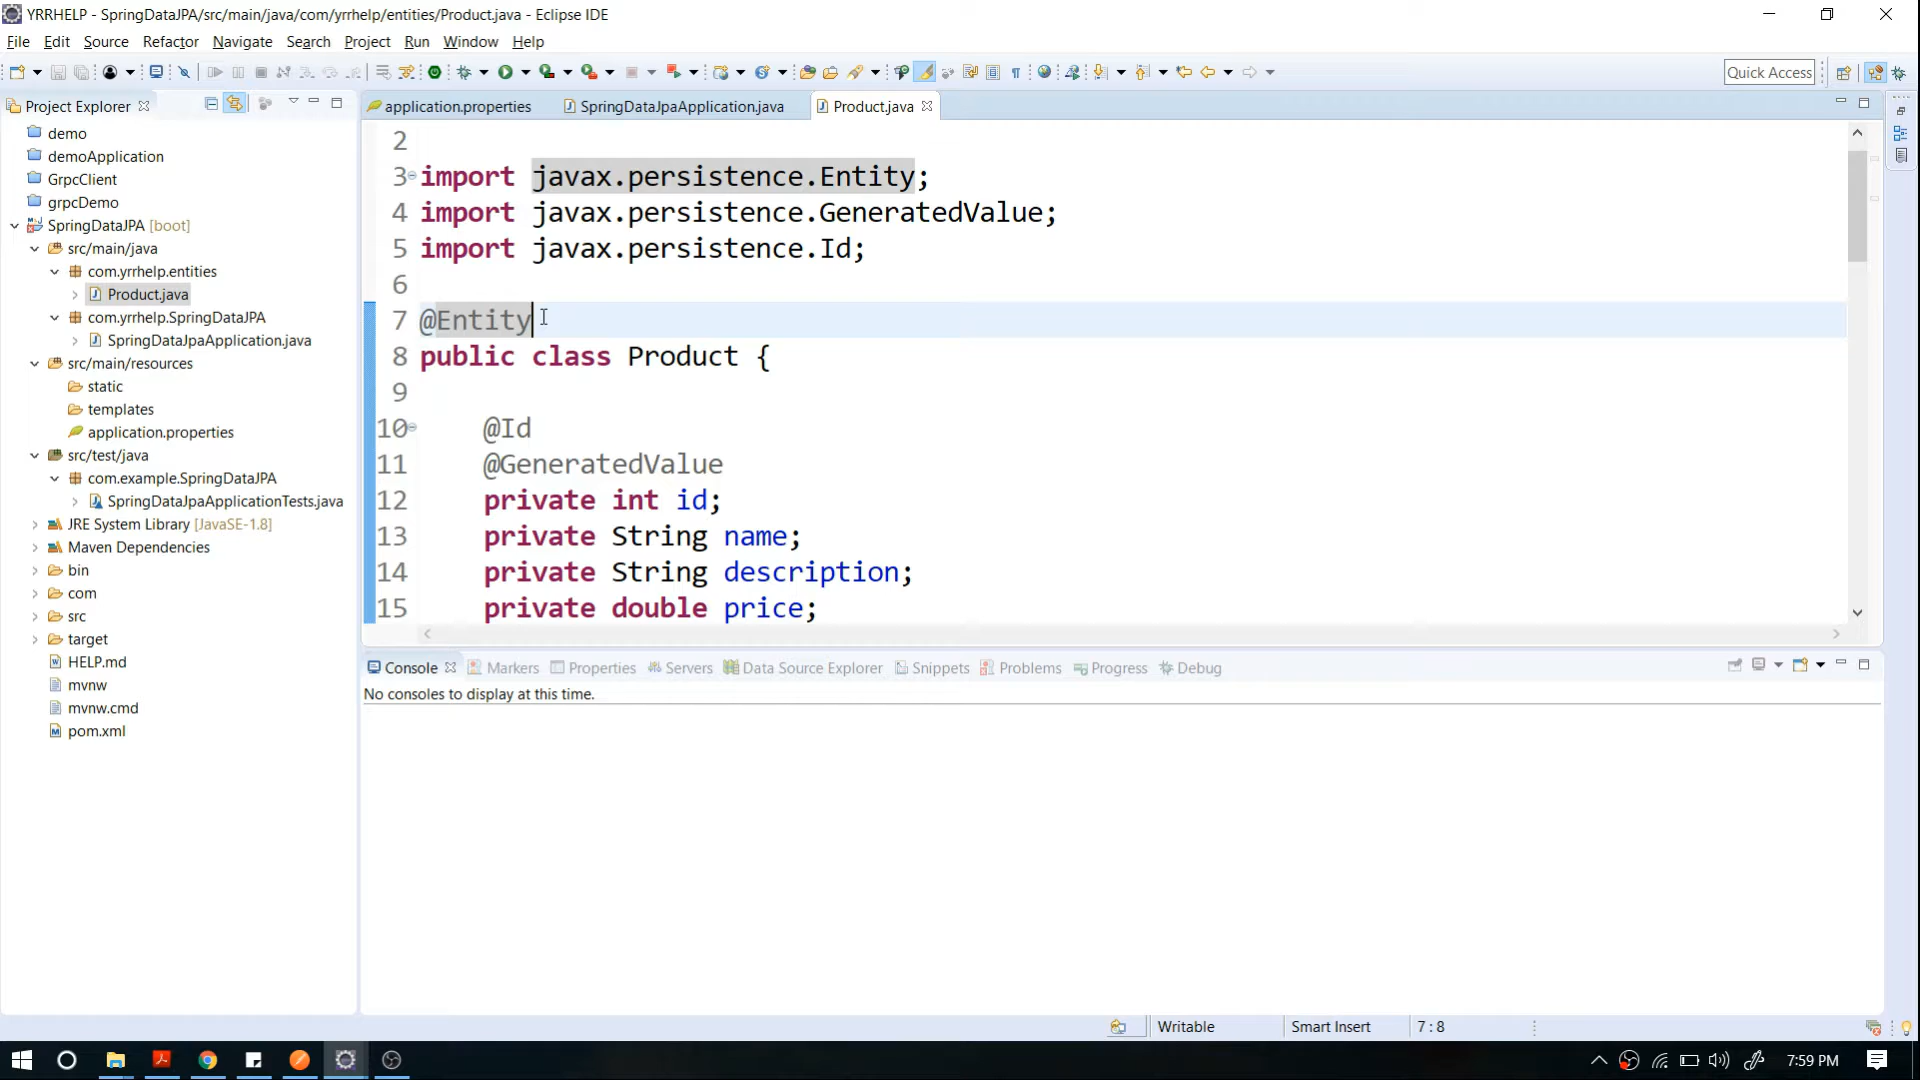 YRRHELP - SpringDataJPA/src/main/java/com/yrrhelp/entities/Product.java - Eclipse IDE
File Edit Source Refactor Navigate Search Project Run Window Help
Quick Access
Project Explorer
application.properties SpringDataJpaApplication.java Product.java
demo
demoApplication
GrpcClient
grpcDemo
SpringDataJPA [boot]
src/main/java
com.yrrhelp.entities
Product.java
com.yrrhelp.SpringDataJPA
SpringDataJpaApplication.java
src/main/resources
static
templates
application.properties
src/test/java
com.example.SpringDataJPA
SpringDataJpaApplicationTests.java
JRE System Library [JavaSE-1.8]
Maven Dependencies
bin
com
src
target
HELP.md
mvnw
mvnw.cmd
pom.xml
2
3 import javax.persistence.Entity;
4 import javax.persistence.GeneratedValue;
5 import javax.persistence.Id;
6
7 @Entity
8 public class Product {
9
10 @Id
11 @GeneratedValue
12 private int id;
13 private String name;
14 private String description;
15 private double price;
Console Markers Properties Servers Data Source Explorer Snippets Problems Progress Debug
No consoles to display at this time.
Writable Smart Insert 7 : 8
7:59 PM